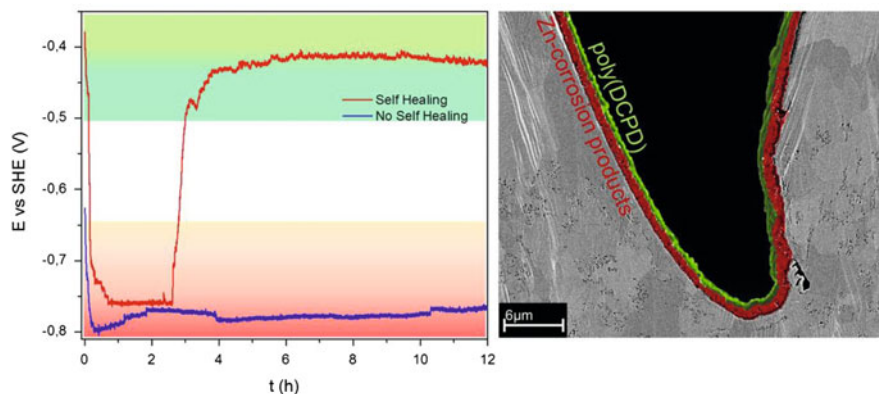 -0,4
-0,5
-0,6
-0,7
-0,8
E vs SHE (V)
Self Healing
No Self Healing
0
2
4
6
8
10
12
t (h)
poly(DCPD)
Zn-corrosion products
6µm